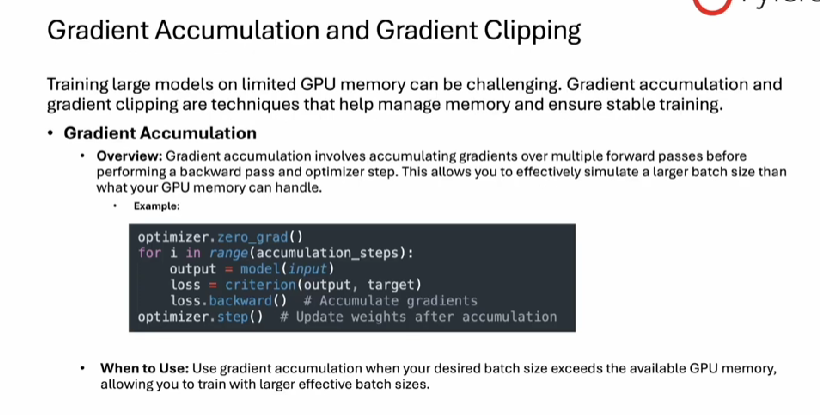 Gradient Accumulation and Gradient Clipping
Training large models on limited GPU memory can be challenging. Gradient accumulation and
gradient clipping are techniques that help manage memory and ensure stable training.
• Gradient Accumulation
• Overview: Gradient accumulation involves accumulating gradients over multiple forward passes before
performing a backward pass and optimizer step. This allows you to effectively simulate a larger batch size than
what your GPU memory can handle.
• Example:
optimizer.zero_grad()
for i in range(accumulation_steps):
    output = model(input)
    loss = criterion(output, target)
    loss.backward()  # Accumulate gradients
optimizer.step()  # Update weights after accumulation
• When to Use: Use gradient accumulation when your desired batch size exceeds the available GPU memory,
allowing you to train with larger effective batch sizes.